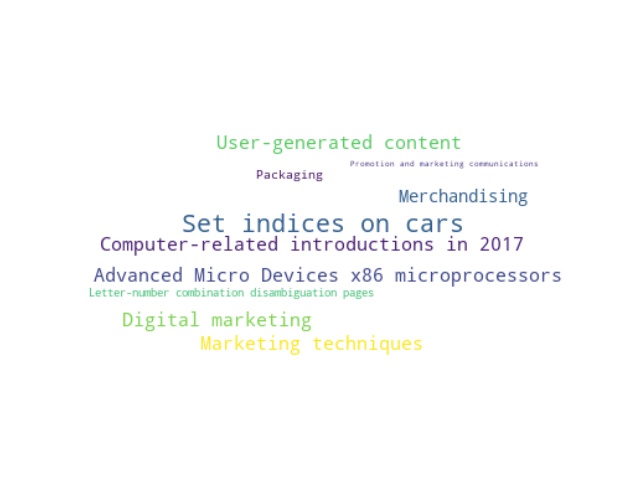 User-generated content
Promotion and marketing communications
Packaging
Merchandising
Set indices on cars
Computer-related introductions in 2017
Advanced Micro Devices x86 microprocessors
Letter-number combination disambiguation pages
Digital marketing
Marketing techniques